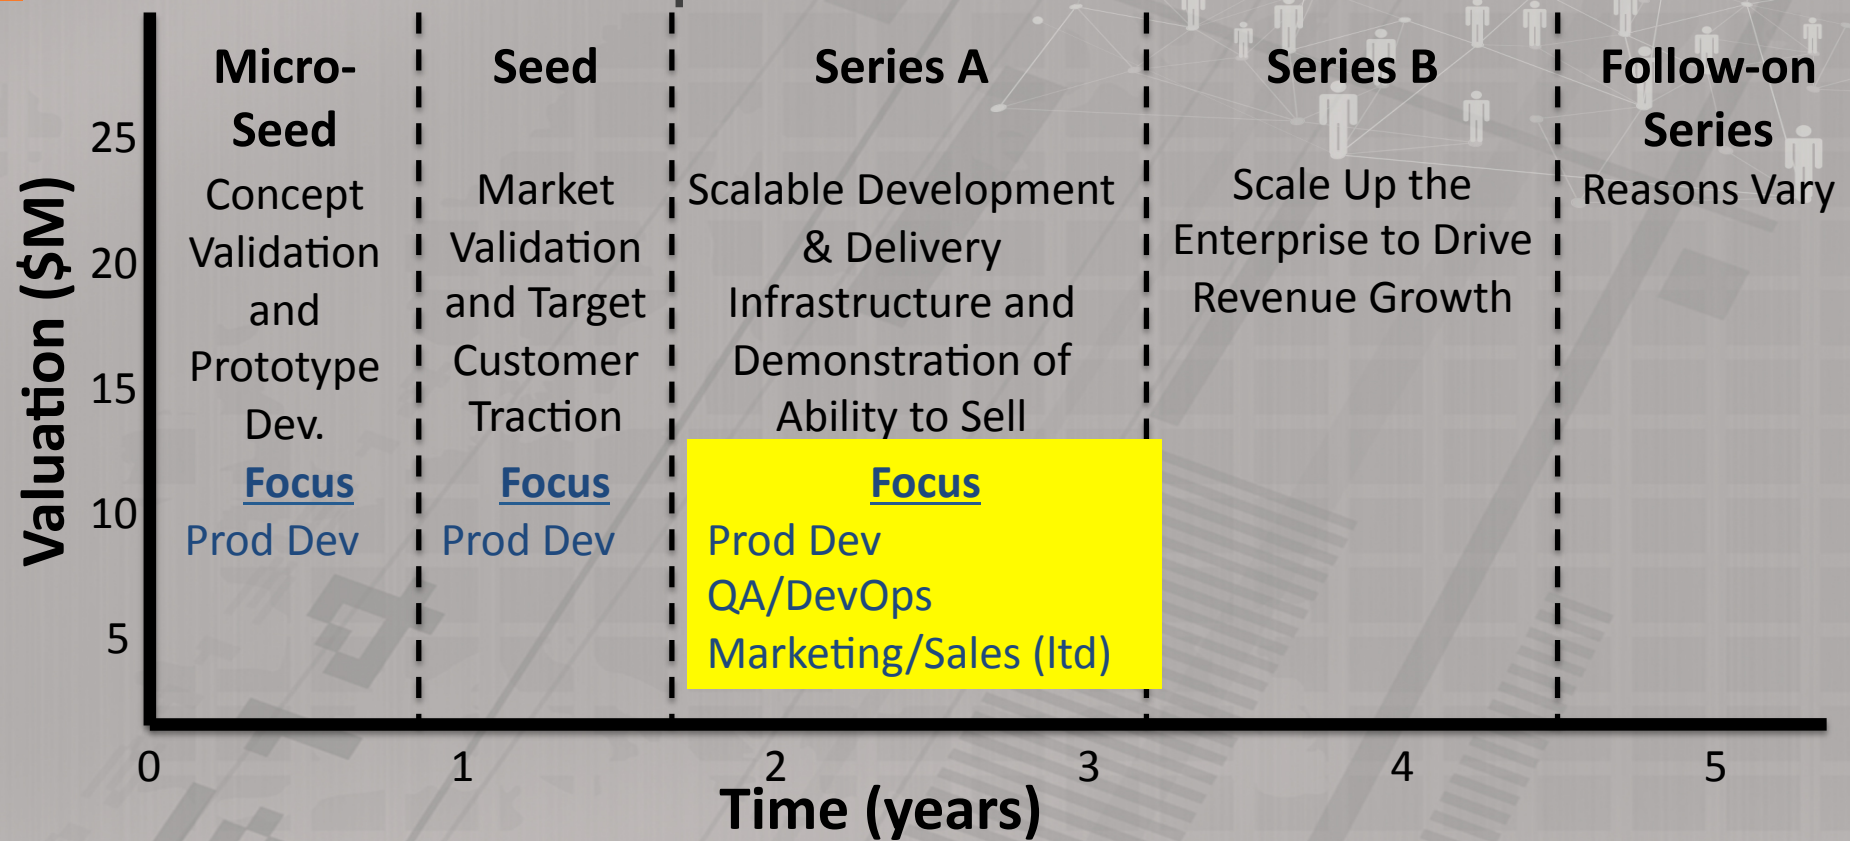 Micro-
Seed
Concept
Validation
and
Prototype
Dev.
Focus
Prod Dev
Seed
Market
Validation
and Target
Customer
Traction
Focus
Prod Dev
Series A
Scalable Development
& Delivery
Infrastructure and
Demonstration of
Ability to Sell
Focus
Prod Dev
QA/DevOps
Marketing/Sales (ltd)
Series B
Scale Up the
Enterprise to Drive
Revenue Growth
Follow-on
Series
Reasons Vary
Valuation ($M)
25
20
15
10
5
0 1 2 3 4 5
Time (years)